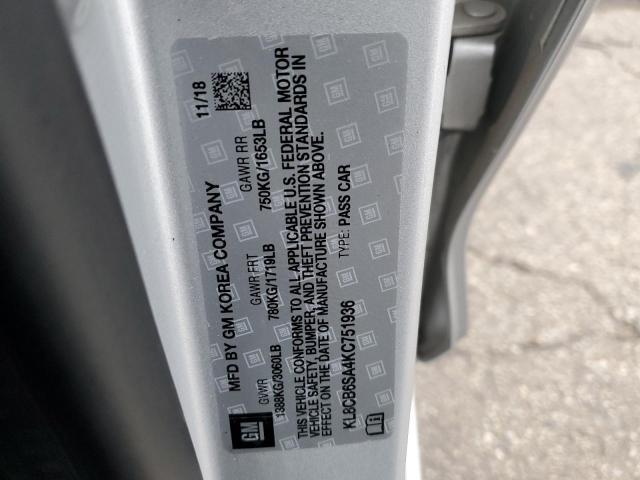 MFD BY GM KOREA COMPANY
11/18
GVWR
GAWR FRT
GAWR RR
1388KG/3060LB
780KG/1719LB
750KG/1653LB
THIS VEHICLE CONFORMS TO ALL APPLICABLE U.S. FEDERAL MOTOR
VEHICLE SAFETY, BUMPER, AND THEFT PREVENTION STANDARDS IN
EFFECT ON THE DATE OF MANUFACTURE SHOWN ABOVE.
KL8CB6SA4KC751936
TYPE: PASS CAR
GM